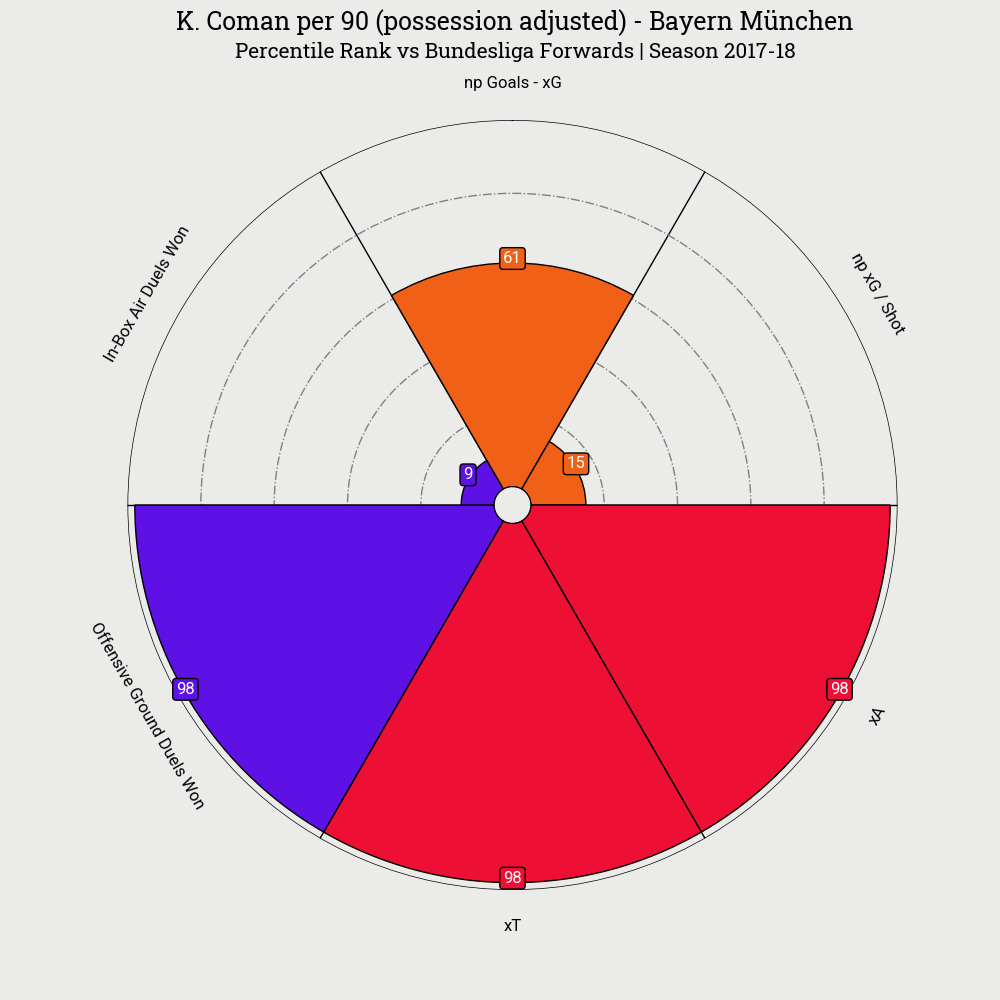 K. Coman per 90 (possession adjusted) - Bayern München
Percentile Rank vs Bundesliga Forwards | Season 2017-18
np Goals - xG
In-Box Air Duels Won
np xG / Shot
61
9
15
Offensive Ground Duels Won
98
98
xA
98
xT